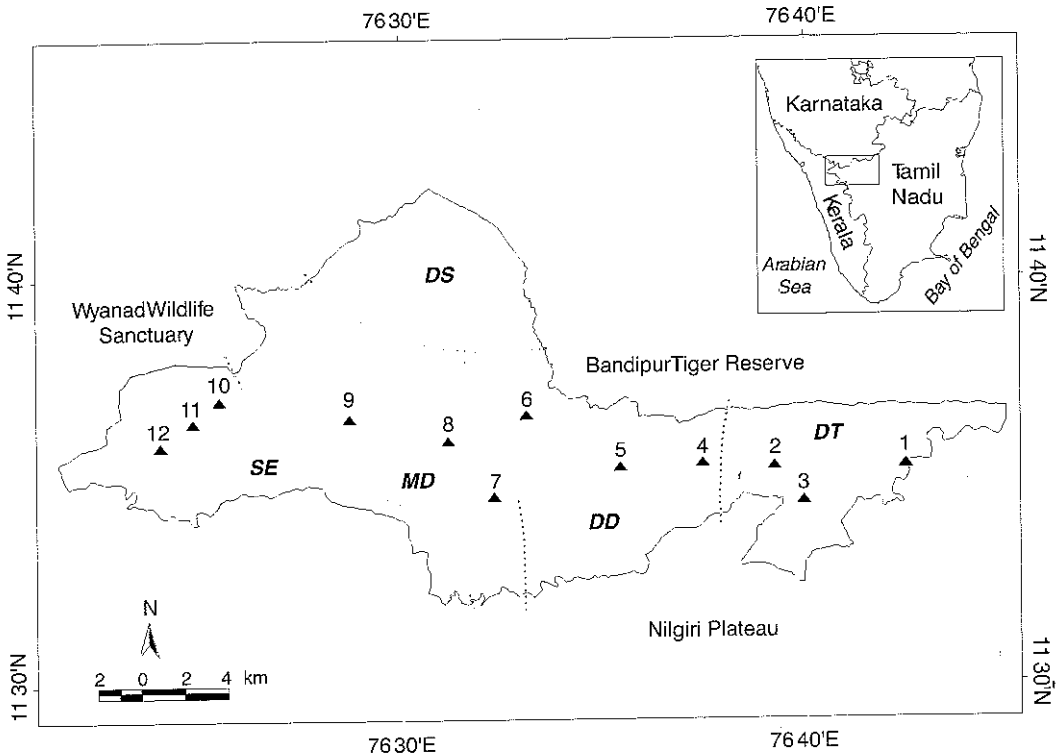 76 30'E
76 40'E
Karnataka
Tamil
Nadu
Kerala
Arabian
Sea
Bay of Bengal
11 40'N
11 40'N
DS
Wyanad Wildlife
Sanctuary
Bandipur Tiger Reserve
10
11
12
9
8
6
5
4
2
DT
1
3
SE
MD
7
DD
N
Nilgiri Plateau
2 0 2 4 km
11 30'N
11 30'N
76 30'E
76 40'E